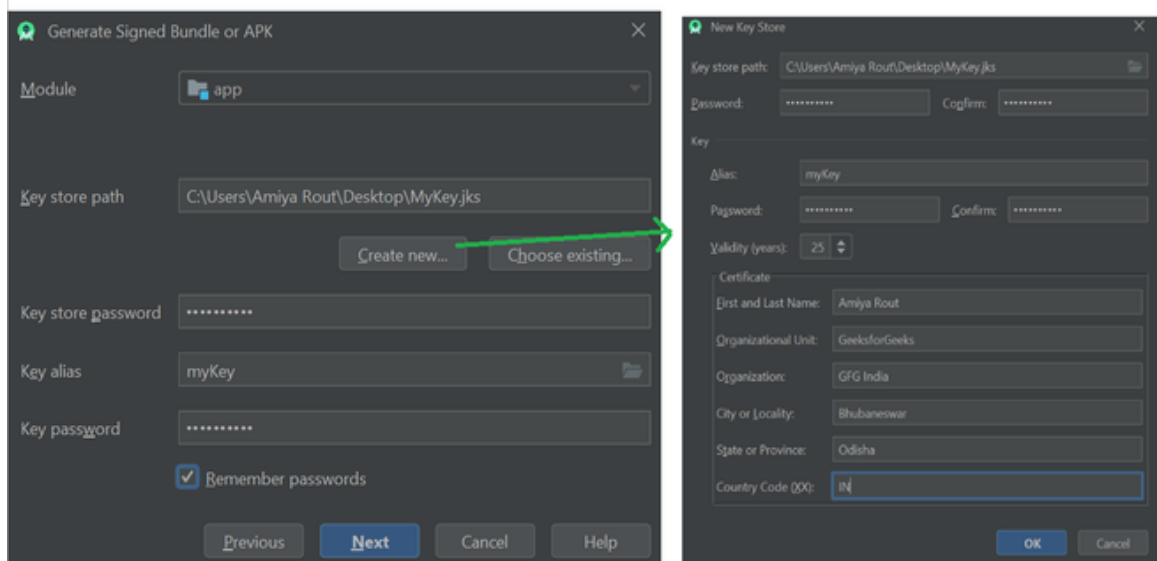 Generate Signed Bundle or APK
Module
app
Key store path
C:\Users\Amiya Rout\Desktop\MyKey.jks
Create new...
Choose existing...
Key store password
••••••••••
Key alias
myKey
Key password
••••••••••
Remember passwords
Previous
Next
Cancel
Help
New Key Store
Key store path:
C:\Users\Amiya Rout\Desktop\MyKey.jks
Password:
••••••••••
Confirm:
••••••••••
Key
Alias:
myKey
Password:
••••••••••
Confirm:
••••••••••
Validity (years):
25
Certificate
First and Last Name:
Amiya Rout
Organizational Unit:
GeeksforGeeks
Organization:
GFG India
City or Locality:
Bhubaneswar
State or Province:
Odisha
Country Code (XX):
IN
OK
Cancel